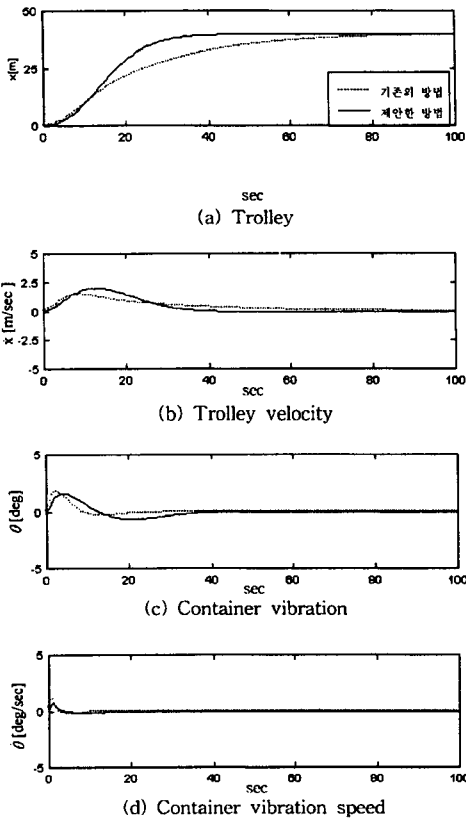 50
x[m]
25
0
0 20 40 60 80 100
기존의 방법
제안한 방법
sec
(a) Trolley
5
2.5
0
-2.5
-5
ẋ [m/sec]
0 20 40 60 80 100
sec
(b) Trolley velocity
5
0
-5
θ [deg]
0 20 40 60 80 100
sec
(c) Container vibration
5
0
-5
θ̇ [deg/sec]
0 20 40 60 80 100
sec
(d) Container vibration speed